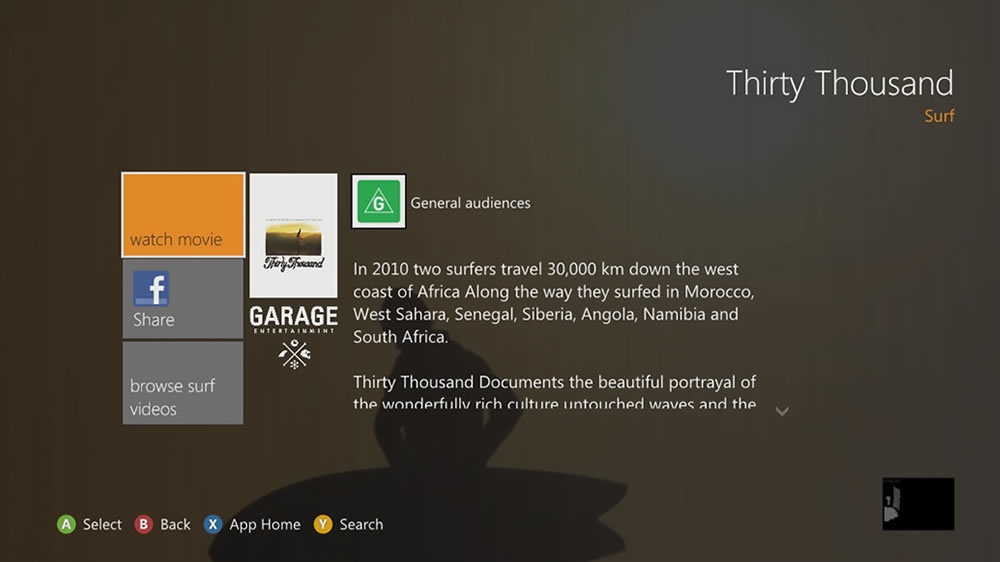 Thirty Thousand
Surf
watch movie
Share
browse surf
videos
Thirty Thousand
GARAGE
ENTERTAINMENT
G
General audiences
In 2010 two surfers travel 30,000 km down the west
coast of Africa Along the way they surfed in Morocco,
West Sahara, Senegal, Siberia, Angola, Namibia and
South Africa.
Thirty Thousand Documents the beautiful portrayal of
the wonderfully rich culture untouched waves and the
A Select
B Back
X App Home
Y Search